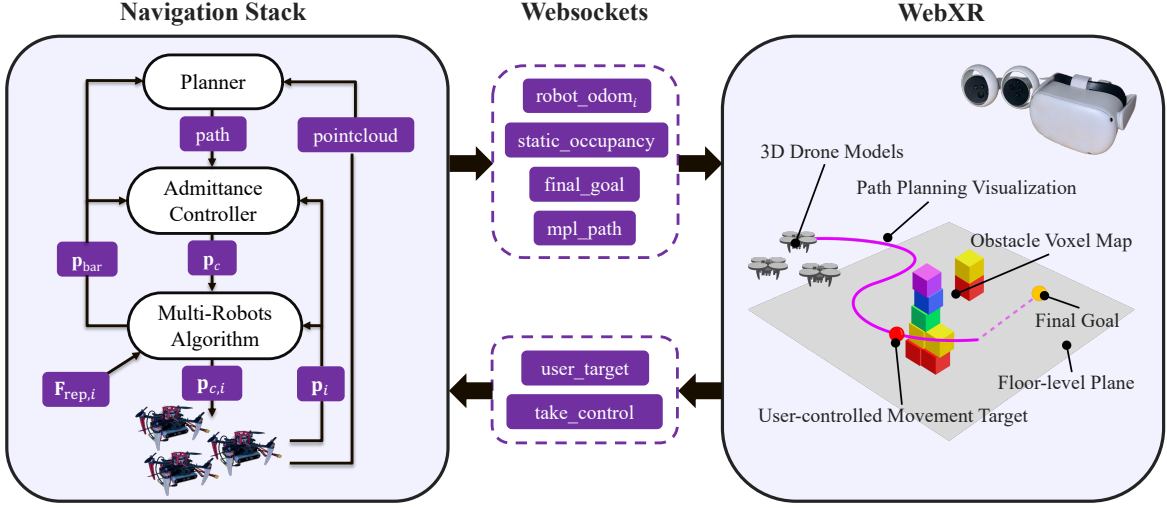 Navigation Stack
Planner
path
pointcloud
Admittance
Controller
p_bar
p_c
Multi-Robots
Algorithm
F_rep,i
p_c,i
p_i
Websockets
robot_odom_i
static_occupancy
final_goal
mpl_path
user_target
take_control
WebXR
3D Drone Models
Path Planning Visualization
Obstacle Voxel Map
Final Goal
Floor-level Plane
User-controlled Movement Target